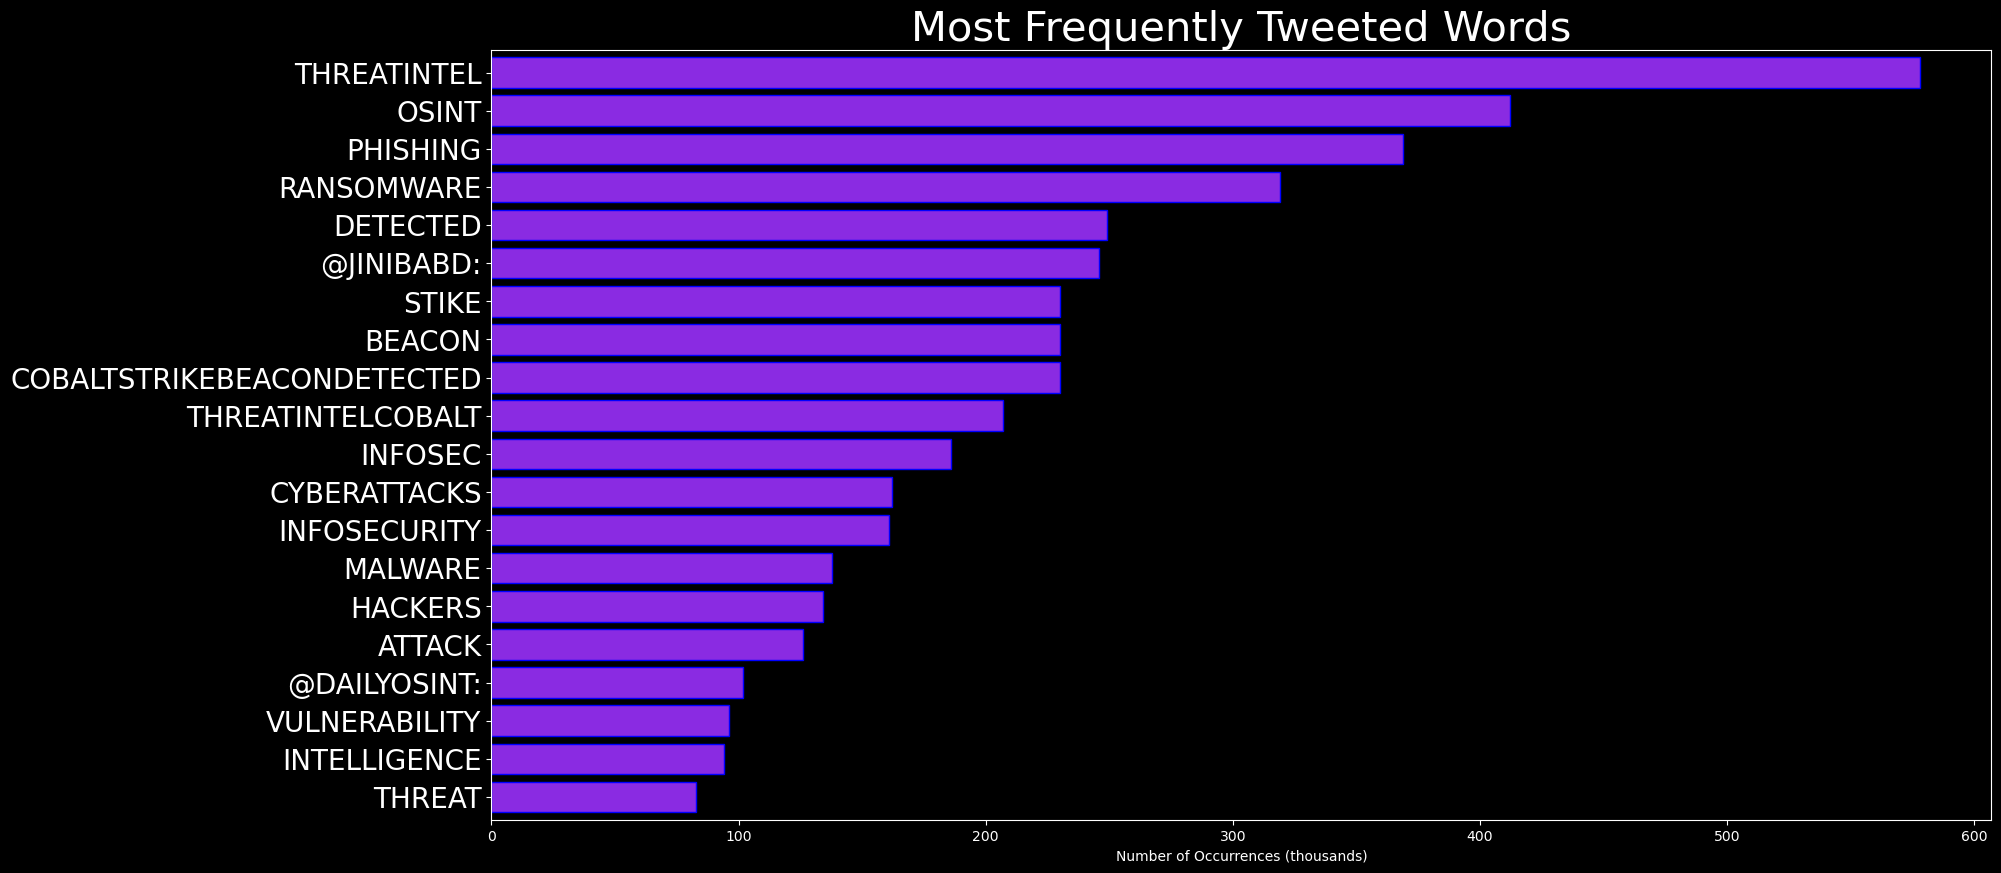 Most Frequently Tweeted Words
THREATINTEL
OSINT
PHISHING
RANSOMWARE
DETECTED
@JINIBABD:
STIKE
BEACON
COBALTSTRIKEBEACONDETECTED
THREATINTELCOBALT
INFOSEC
CYBERATTACKS
INFOSECURITY
MALWARE
HACKERS
ATTACK
@DAILYOSINT:
VULNERABILITY
INTELLIGENCE
THREAT
0 100 200 300 400 500 600
Number of Occurrences (thousands)